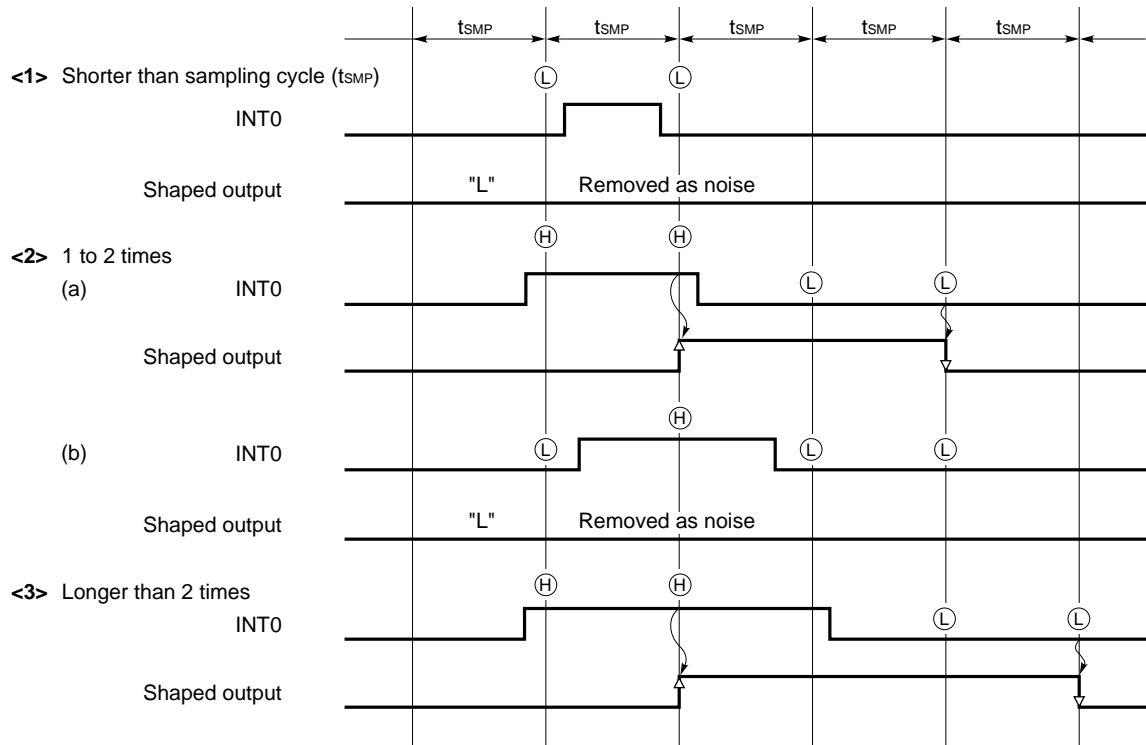 tSMP tSMP tSMP tSMP tSMP
<1> Shorter than sampling cycle (tSMP)
L L
INT0
Shaped output "L" Removed as noise
H H
<2> 1 to 2 times
(a) INT0 L L
Shaped output
H
(b) INT0 L L L
Shaped output "L" Removed as noise
<3> Longer than 2 times H H
INT0 L L
Shaped output